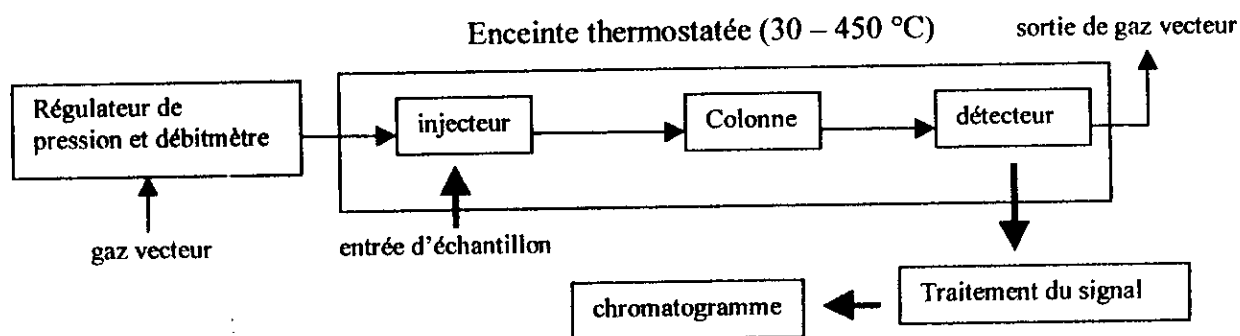 Enceinte thermostatée (30 – 450 °C)
sortie de gaz vecteur
Régulateur de
pression et débitmètre
injecteur
Colonne
détecteur
gaz vecteur
entrée d'échantillon
Traitement du signal
chromatogramme